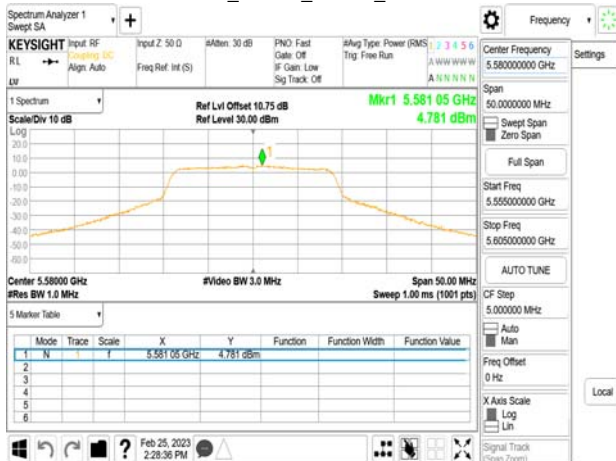 Spectrum Analyzer 1
Swept SA
+
Frequency
KEYSIGHT
RL
Input: RF
Coupling: DC
Align: Auto
Input Z: 50 Ω
Freq Ref: Int (S)
#Atten: 30 dB
PNO: Fast
Gate: Off
IF Gain: Low
Sig Track: Off
#Avg Type: Power (RMS
Trig: Free Run
1 2 3 4 5 6
A W W W W W
A N N N N N
1 Spectrum
Scale/Div 10 dB
Ref Lvl Offset 10.75 dB
Ref Level 30.00 dBm
Mkr1 5.581 05 GHz
4.781 dBm
Log
20.0
10.0
0.00
-10.0
-20.0
-30.0
-40.0
-50.0
-60.0
1
Center 5.58000 GHz
#Res BW 1.0 MHz
#Video BW 3.0 MHz
Span 50.00 MHz
Sweep 1.00 ms (1001 pts)
5 Marker Table
Mode Trace Scale X Y Function Function Width Function Value
1 N 1 f 5.581 05 GHz 4.781 dBm
2
3
4
5
6
Feb 25, 2023
2:28:36 PM
?
Center Frequency
5.580000000 GHz
Settings
Span
50.0000000 MHz
Swept Span
Zero Span
Full Span
Start Freq
5.555000000 GHz
Stop Freq
5.605000000 GHz
AUTO TUNE
CF Step
5.000000 MHz
Auto
Man
Freq Offset
0 Hz
Local
X Axis Scale
Log
Lin
Signal Track
(Span Zoom)